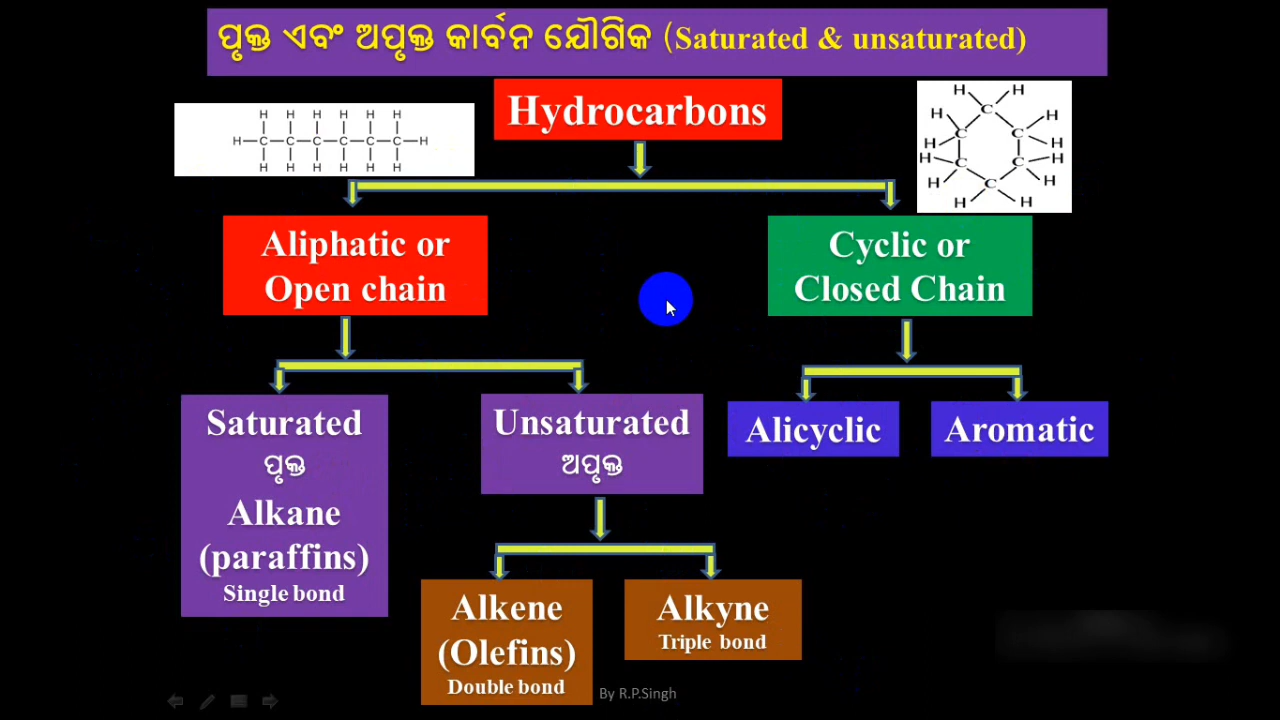 ପୃକ୍ତ ଏବଂ ଅପୃକ୍ତ କାର୍ବନ ଯୌଗିକ (Saturated & unsaturated)
Hydrocarbons
H H H H H H
H—C—C—C—C—C—C—H
H H H H H H
H H
H C H
C C
H H
H H
C C
H H
C
H H
Aliphatic or
Open chain
Cyclic or
Closed Chain
Saturated
ପୃକ୍ତ
Alkane
(paraffins)
Single bond
Unsaturated
ଅପୃକ୍ତ
Alicyclic
Aromatic
Alkene
(Olefins)
Double bond
Alkyne
Triple bond
By R.P.Singh